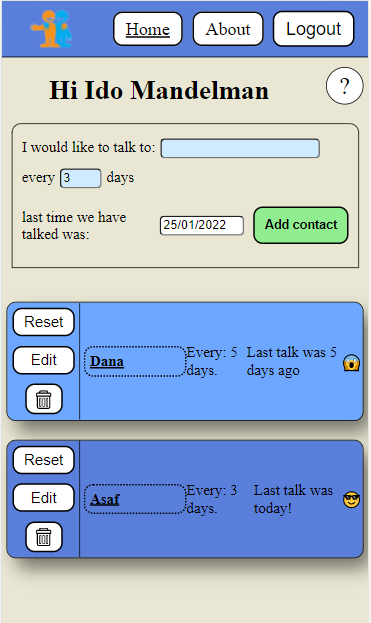 Home About Logout
Hi Ido Mandelman
?
I would like to talk to:
every 3 days
last time we have
talked was:
25/01/2022
Add contact
Reset
Edit
Dana
Every: 5
days.
Last talk was 5
days ago
Reset
Edit
Asaf
Every: 3
days.
Last talk was
today!